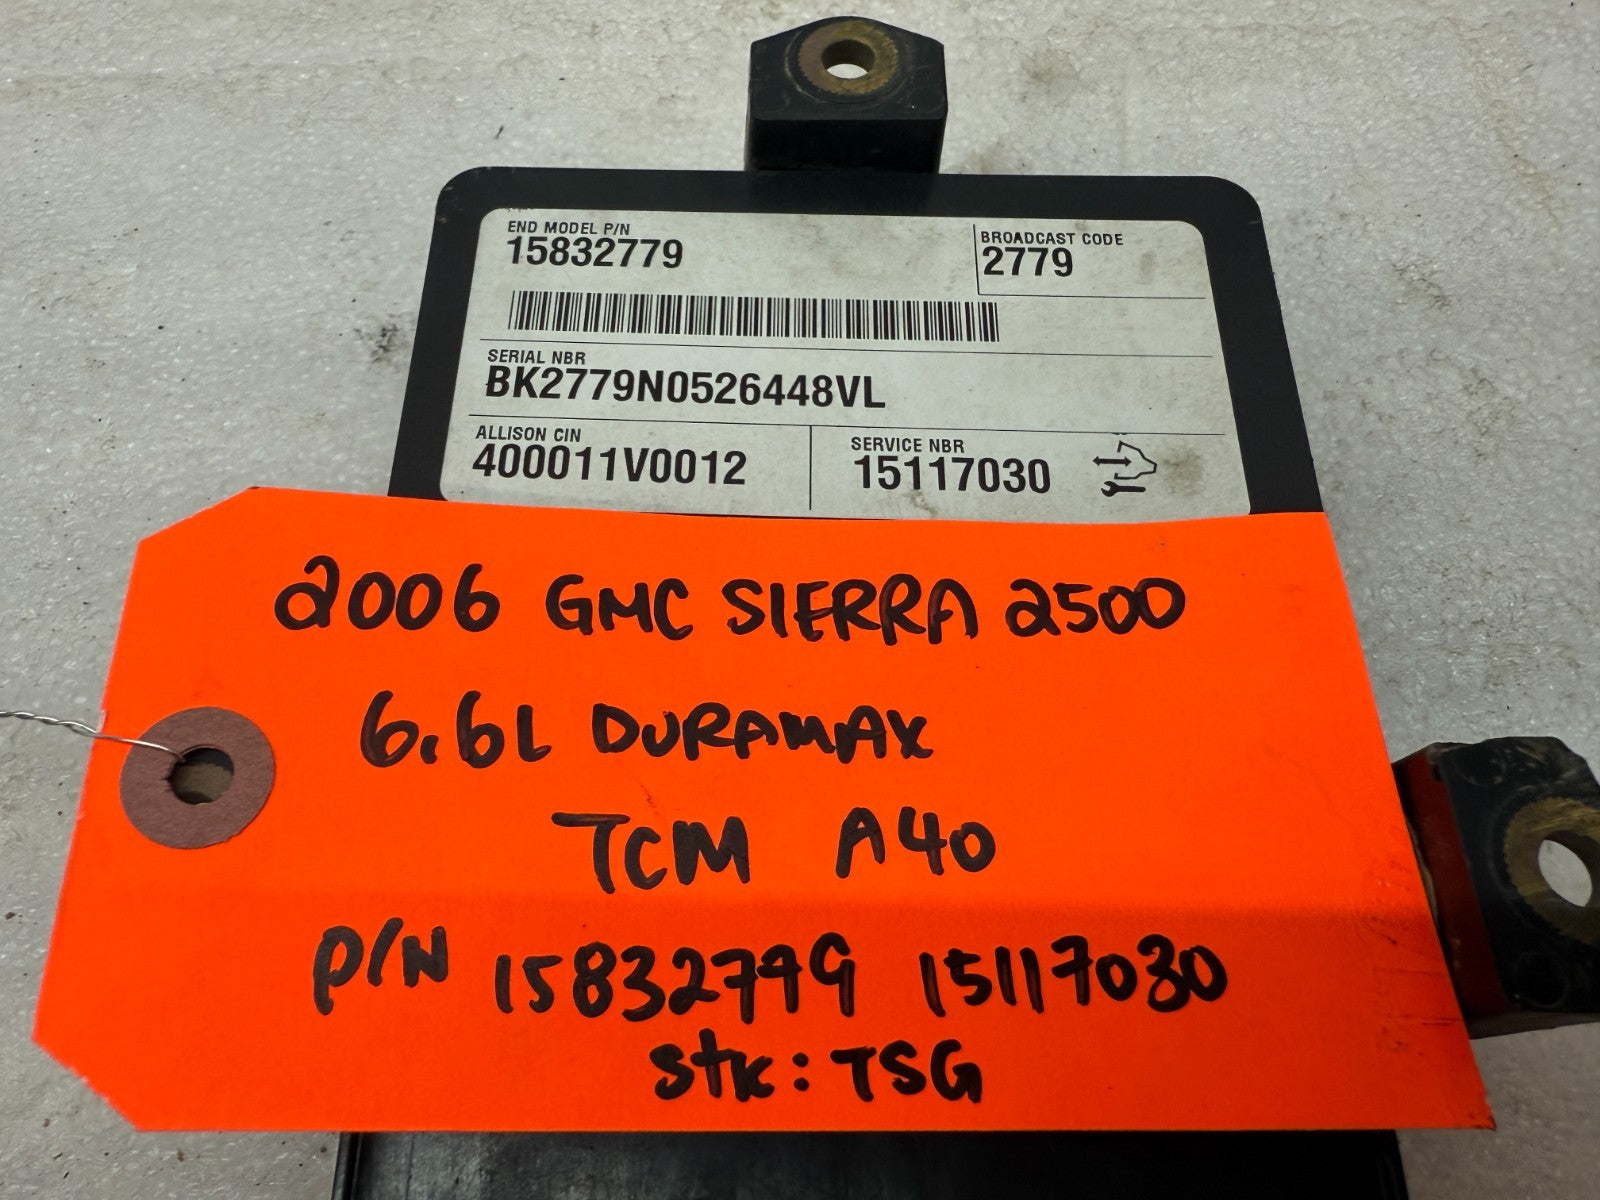 END MODEL P/N
15832779
BROADCAST CODE
2779
SERIAL NBR
BK2779N0526448VL
ALLISON CIN
400011V0012
SERVICE NBR
15117030
2006 GMC SIERRA 2500
6.6L DURAMAX
TCM A40
P/N 15832779 15117030
Stk: TSG